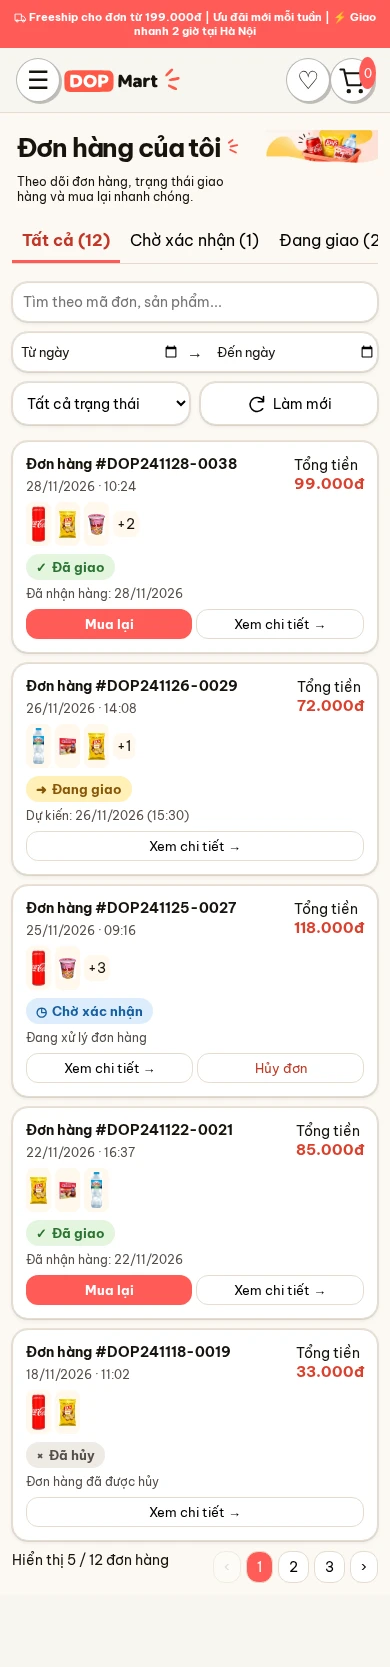 Freeship cho đơn từ 199.000đ | Ưu đãi mới mỗi tuần | ⚡ Giao
nhanh 2 giờ tại Hà Nội
☰ DOP Mart ♡ 0
Đơn hàng của tôi
Theo dõi đơn hàng, trạng thái giao
hàng và mua lại nhanh chóng.
Tất cả (12) Chờ xác nhận (1) Đang giao (2
Tìm theo mã đơn, sản phẩm...
Từ ngày → Đến ngày
Tất cả trạng thái Làm mới
Đơn hàng #DOP241128-0038 Tổng tiền
28/11/2026 · 10:24 99.000đ
+2
✓ Đã giao
Đã nhận hàng: 28/11/2026
Mua lại Xem chi tiết →
Đơn hàng #DOP241126-0029 Tổng tiền
26/11/2026 · 14:08 72.000đ
+1
➜ Đang giao
Dự kiến: 26/11/2026 (15:30)
Xem chi tiết →
Đơn hàng #DOP241125-0027 Tổng tiền
25/11/2026 · 09:16 118.000đ
+3
◷ Chờ xác nhận
Đang xử lý đơn hàng
Xem chi tiết → Hủy đơn
Đơn hàng #DOP241122-0021 Tổng tiền
22/11/2026 · 16:37 85.000đ
✓ Đã giao
Đã nhận hàng: 22/11/2026
Mua lại Xem chi tiết →
Đơn hàng #DOP241118-0019 Tổng tiền
18/11/2026 · 11:02 33.000đ
× Đã hủy
Đơn hàng đã được hủy
Xem chi tiết →
Hiển thị 5 / 12 đơn hàng ‹ 1 2 3 ›